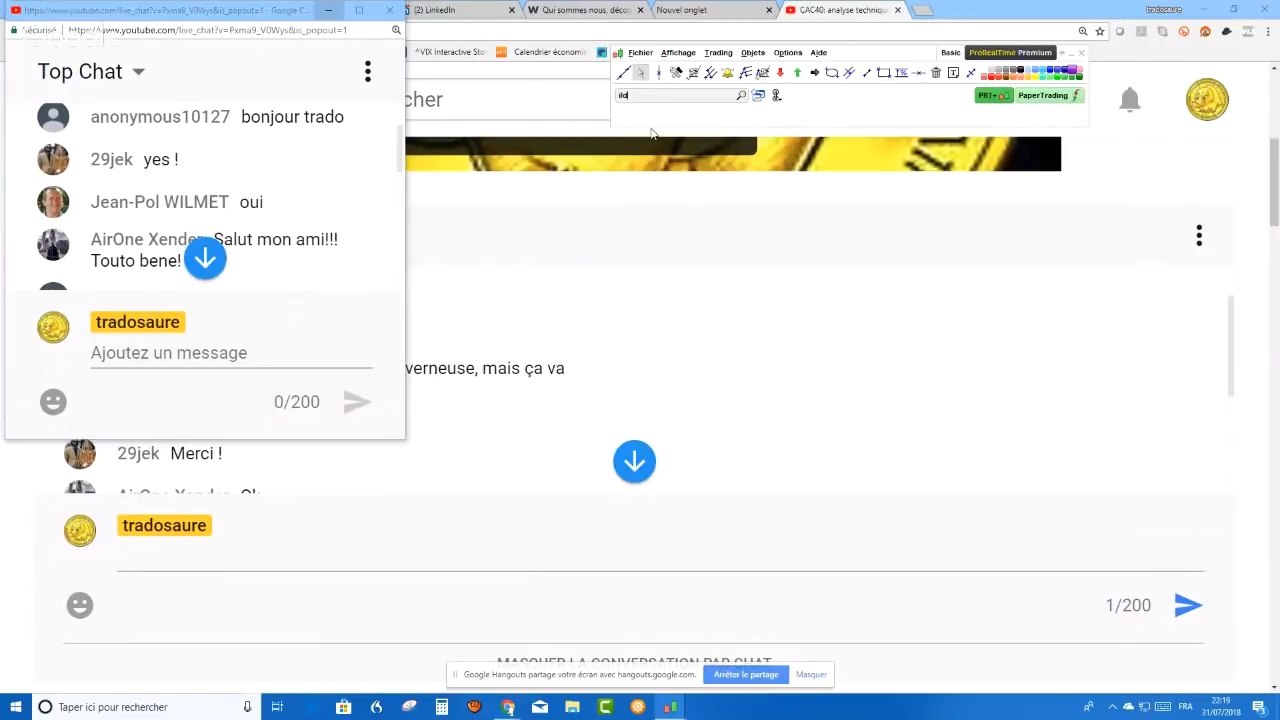 https://www.youtube.com/live_chat?v=Pxma9_V0Wys&is_popout=1 - Google C
Sécurisé
https://www.youtube.com/live_chat?v=Pxma9_V0Wys&is_popout=1
(2) LinkedIn
Qui sommes nous, décou
Nouvel onglet
CAC40: analyse techniqu
tradosaure
^VIX Interactive Sto
Calendrier économic
Fichier Affichage Trading Objets Options Aide
Basic ProRealTime Premium
PRT+ PaperTrading
Top Chat
cher
anonymous10127 bonjour trado
29jek yes !
Jean-Pol WILMET oui
AirOne Xender Salut mon ami!!!
Touto bene!
tradosaure
Ajoutez un message
0/200
verneuse, mais ça va
29jek Merci !
tradosaure
1/200
MASQUER LA CONVERSATION PAR CHAT
Google Hangouts partage votre écran avec hangouts.google.com.
Arrêter le partage
Masquer
Taper ici pour rechercher
FRA
22:19
31/07/2018